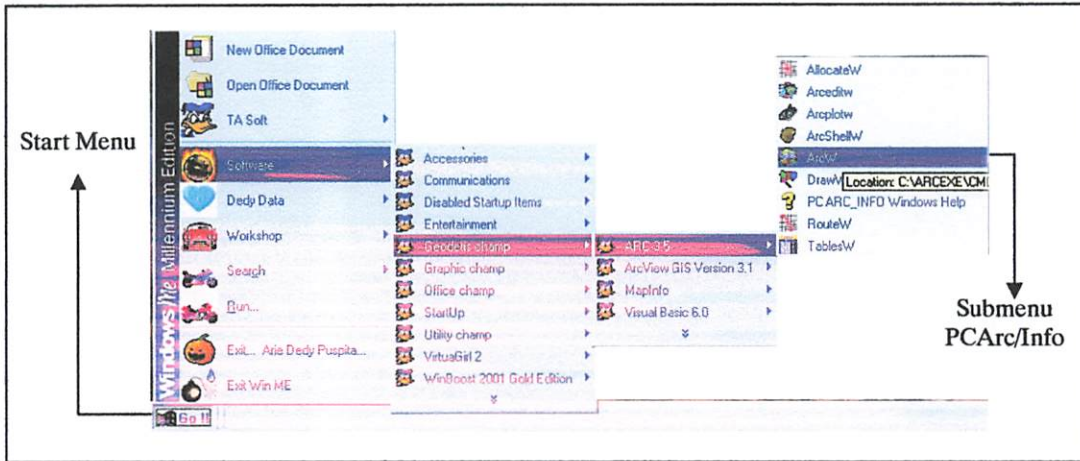 Start Menu
Windows Me Millennium Edition
New Office Document
Open Office Document
TA Soft
Software
Dedy Data
Workshop
Search
Run...
Exit... Arie Dedy Puspita...
Exit Win ME
Go !!
Accessories
Communications
Disabled Startup Items
Entertainment
Geodetis champ
Graphic champ
Office champ
StartUp
Utility champ
VirtuaGirl 2
WinBoost 2001 Gold Edition
ARC 3.5
ArcView GIS Version 3.1
MapInfo
Visual Basic 6.0
AllocateW
Arceditw
Arcplotw
ArcShellW
ArcW
Location: C:\ARCEXE\CM
PC ARC_INFO Windows Help
RouteW
TablesW
Submenu
PCArc/Info